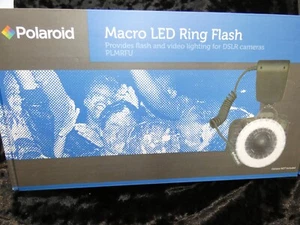 Polaroid
Macro LED Ring Flash
Provides flash and video lighting for DSLR cameras
PLMRFU